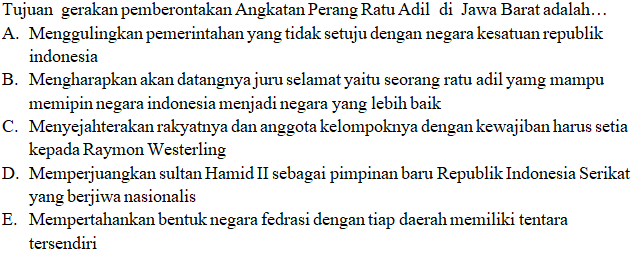 Tujuan gerakan pemberontakan Angkatan Perang Ratu Adil di Jawa Barat adalah…
A. Menggulingkan pemerintahan yang tidak setuju dengan negara kesatuan republik
indonesia
B. Mengharapkan akan datangnya juru selamat yaitu seorang ratu adil yamg mampu
memipin negara indonesia menjadi negara yang lebih baik
C. Menyejahterakan rakyatnya dan anggota kelompoknya dengan kewajiban harus setia
kepada Raymon Westerling
D. Memperjuangkan sultan Hamid II sebagai pimpinan baru Republik Indonesia Serikat
yang berjiwa nasionalis
E. Mempertahankan bentuk negara fedrasi dengan tiap daerah memiliki tentara
tersendiri